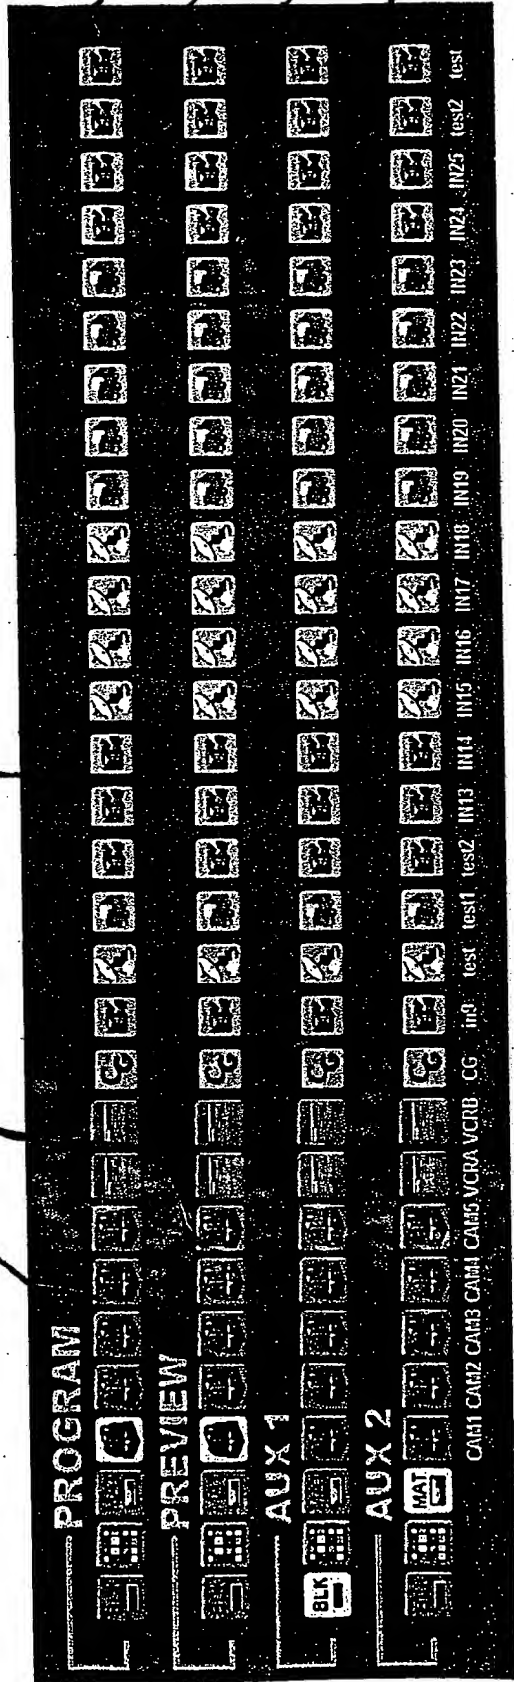 PROGRAM
PREVIEW
AUX 1
BLK
AUX 2
MAT
CAM1 CAM2 CAM3 CAM4 CAM5 VCRA VCRB CG in9 test test1 test2 IN13 IN14 IN15 IN16 IN17 IN18 IN19 IN20 IN21 IN22 IN23 IN24 IN25 test2 test